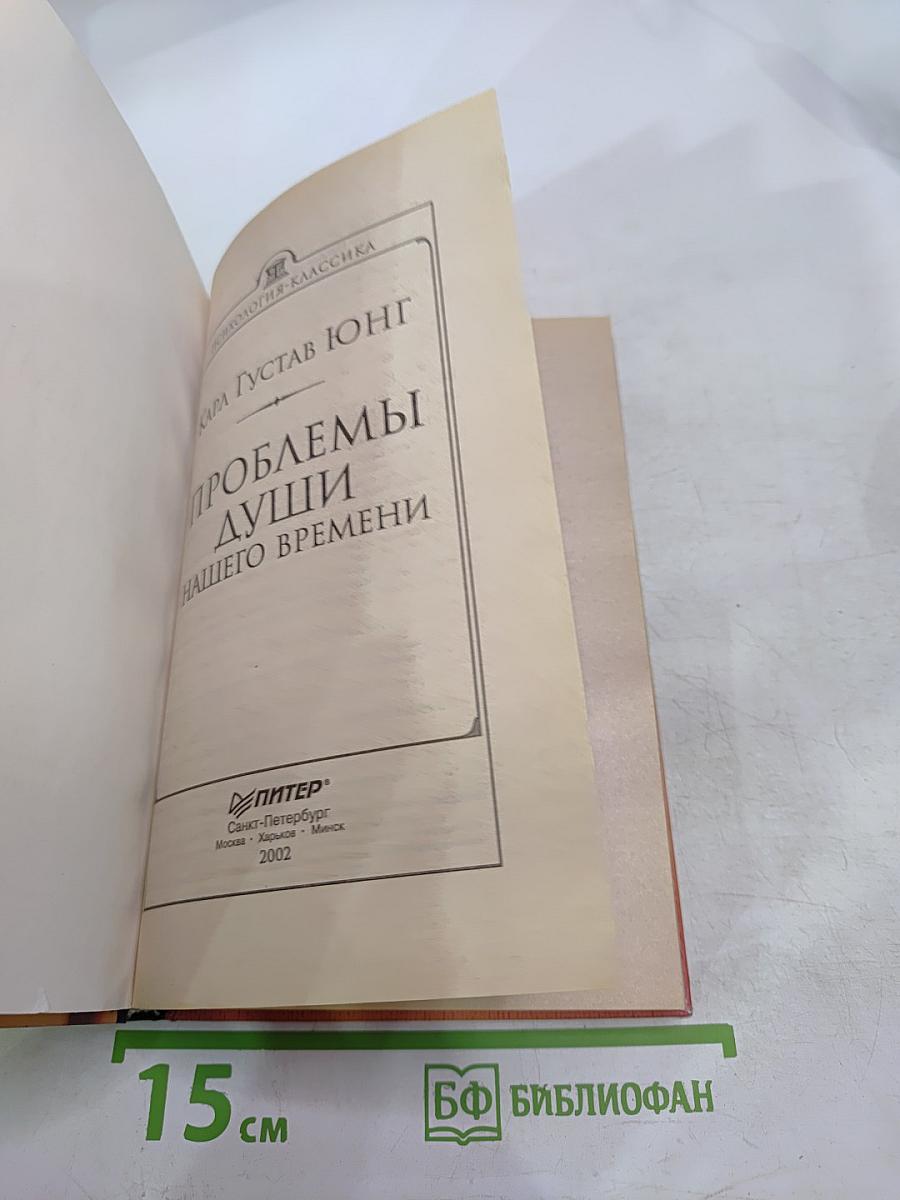 ПСИХОЛОГИЯ-КЛАССИКА
КАРЛ ГУСТАВ ЮНГ
ПРОБЛЕМЫ
ДУШИ
НАШЕГО ВРЕМЕНИ
ПИТЕР®
Санкт-Петербург
Москва · Харьков · Минск
2002
15 см
БФ БИБЛИОФАН